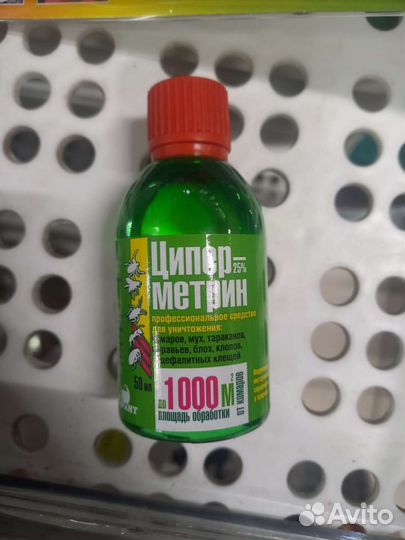 Ципер-
25%
метрин
профессиональное средство
для уничтожения:
комаров, мух, тараканов,
муравьев, блох, клопов,
энцефалитных клещей
50 мл
до 1000 м²
площадь обработки
от комаров
Avito